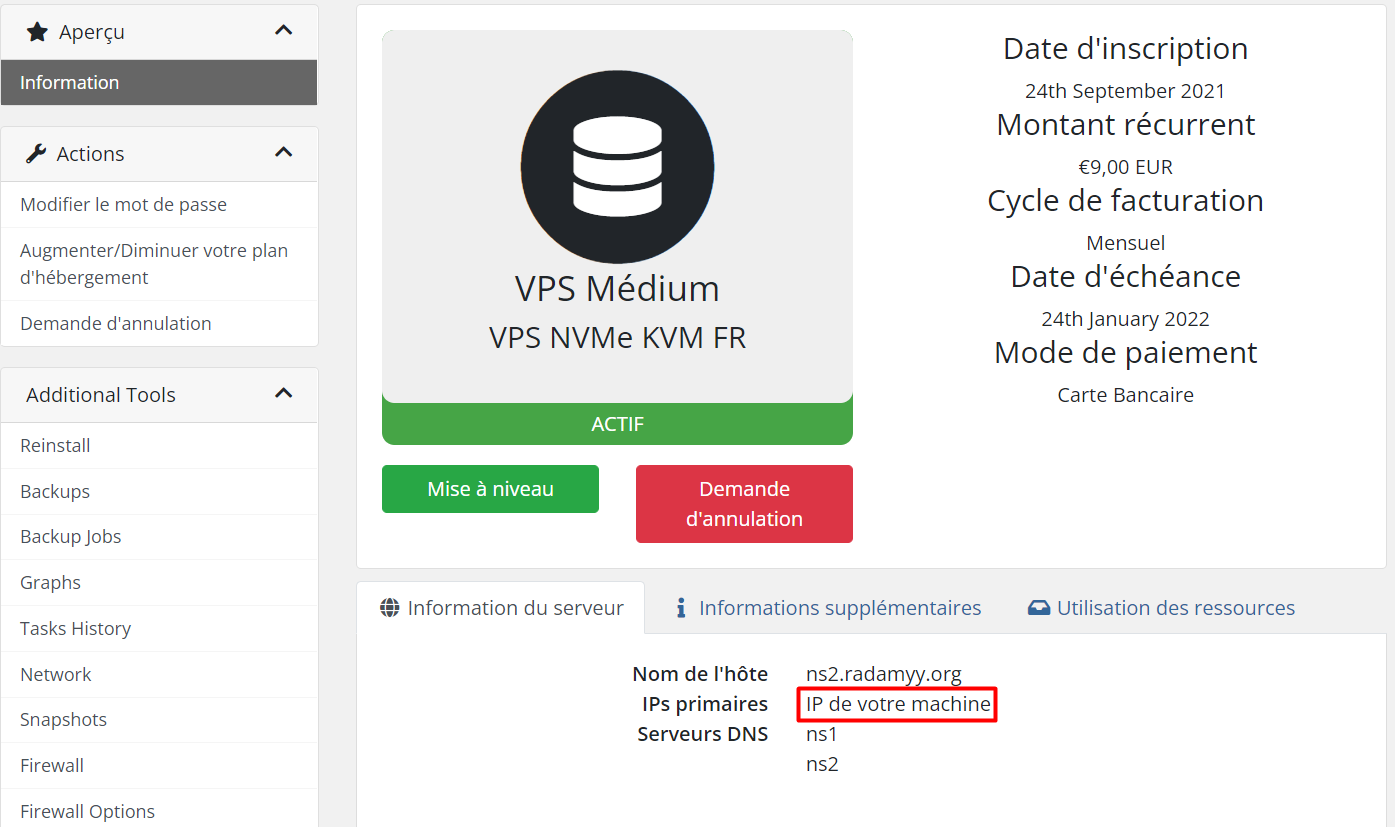 Aperçu
Information
Actions
Modifier le mot de passe
Augmenter/Diminuer votre plan
d'hébergement
Demande d'annulation
Additional Tools
Reinstall
Backups
Backup Jobs
Graphs
Tasks History
Network
Snapshots
Firewall
Firewall Options
VPS Médium
VPS NVMe KVM FR
ACTIF
Mise à niveau
Demande
d'annulation
Date d'inscription
24th September 2021
Montant récurrent
€9,00 EUR
Cycle de facturation
Mensuel
Date d'échéance
24th January 2022
Mode de paiement
Carte Bancaire
Information du serveur
Informations supplémentaires
Utilisation des ressources
Nom de l'hôte ns2.radamyy.org
IPs primaires IP de votre machine
Serveurs DNS ns1
ns2